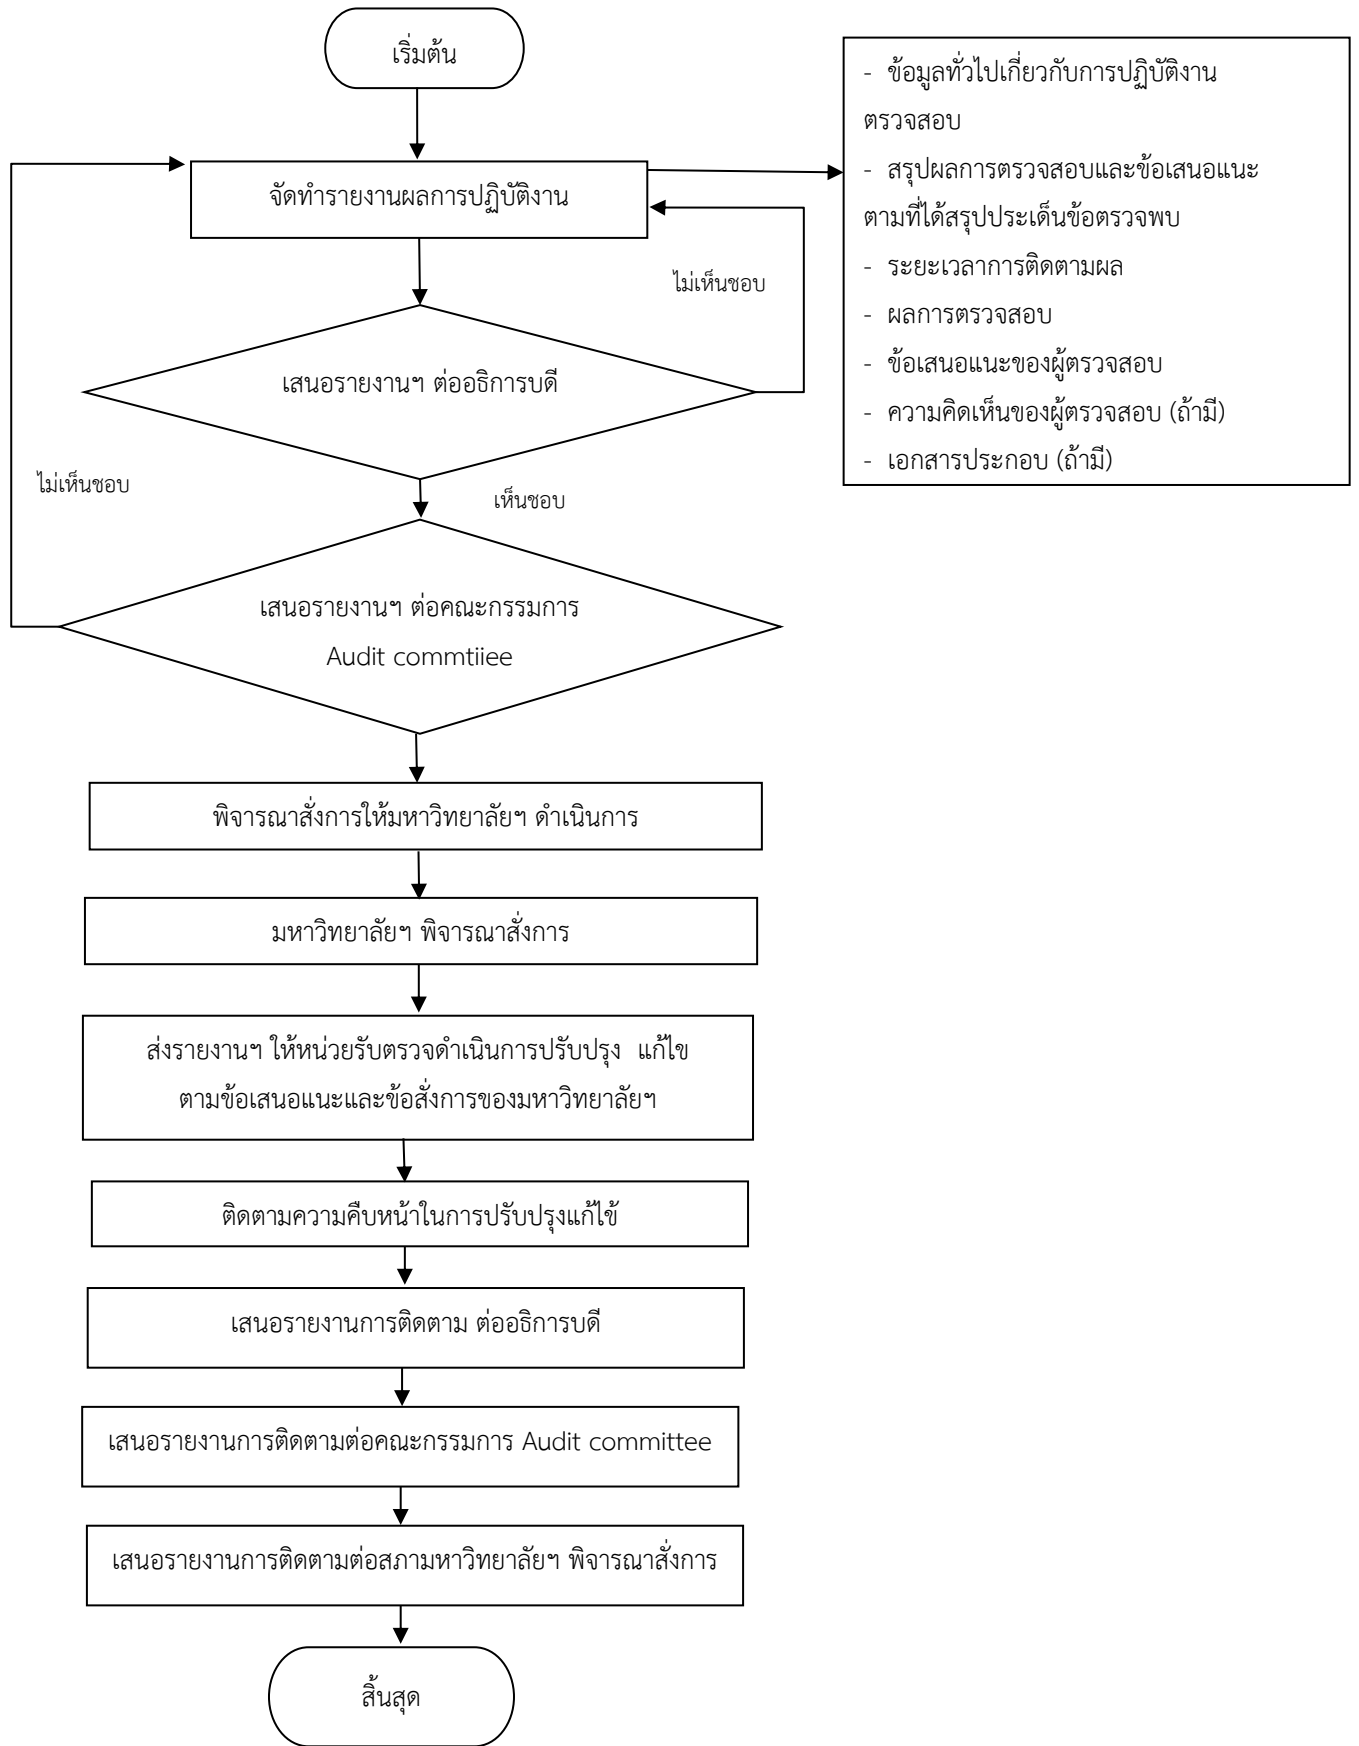 เริ่มต้น
จัดทำรายงานผลการปฏิบัติงาน
- ข้อมูลทั่วไปเกี่ยวกับการปฏิบัติงาน
ตรวจสอบ
- สรุปผลการตรวจสอบและข้อเสนอแนะ
ตามที่ได้สรุปประเด็นข้อตรวจพบ
- ระยะเวลาการติดตามผล
- ผลการตรวจสอบ
- ข้อเสนอแนะของผู้ตรวจสอบ
- ความคิดเห็นของผู้ตรวจสอบ (ถ้ามี)
- เอกสารประกอบ (ถ้ามี)
ไม่เห็นชอบ
เสนอรายงานฯ ต่ออธิการบดี
ไม่เห็นชอบ
เห็นชอบ
เสนอรายงานฯ ต่อคณะกรรมการ
Audit commtiiee
พิจารณาสั่งการให้มหาวิทยาลัยฯ ดำเนินการ
มหาวิทยาลัยฯ พิจารณาสั่งการ
ส่งรายงานฯ ให้หน่วยรับตรวจดำเนินการปรับปรุง แก้ไข
ตามข้อเสนอแนะและข้อสั่งการของมหาวิทยาลัยฯ
ติดตามความคืบหน้าในการปรับปรุงแก้ไข้
เสนอรายงานการติดตาม ต่ออธิการบดี
เสนอรายงานการติดตามต่อคณะกรรมการ Audit committee
เสนอรายงานการติดตามต่อสภามหาวิทยาลัยฯ พิจารณาสั่งการ
สิ้นสุด